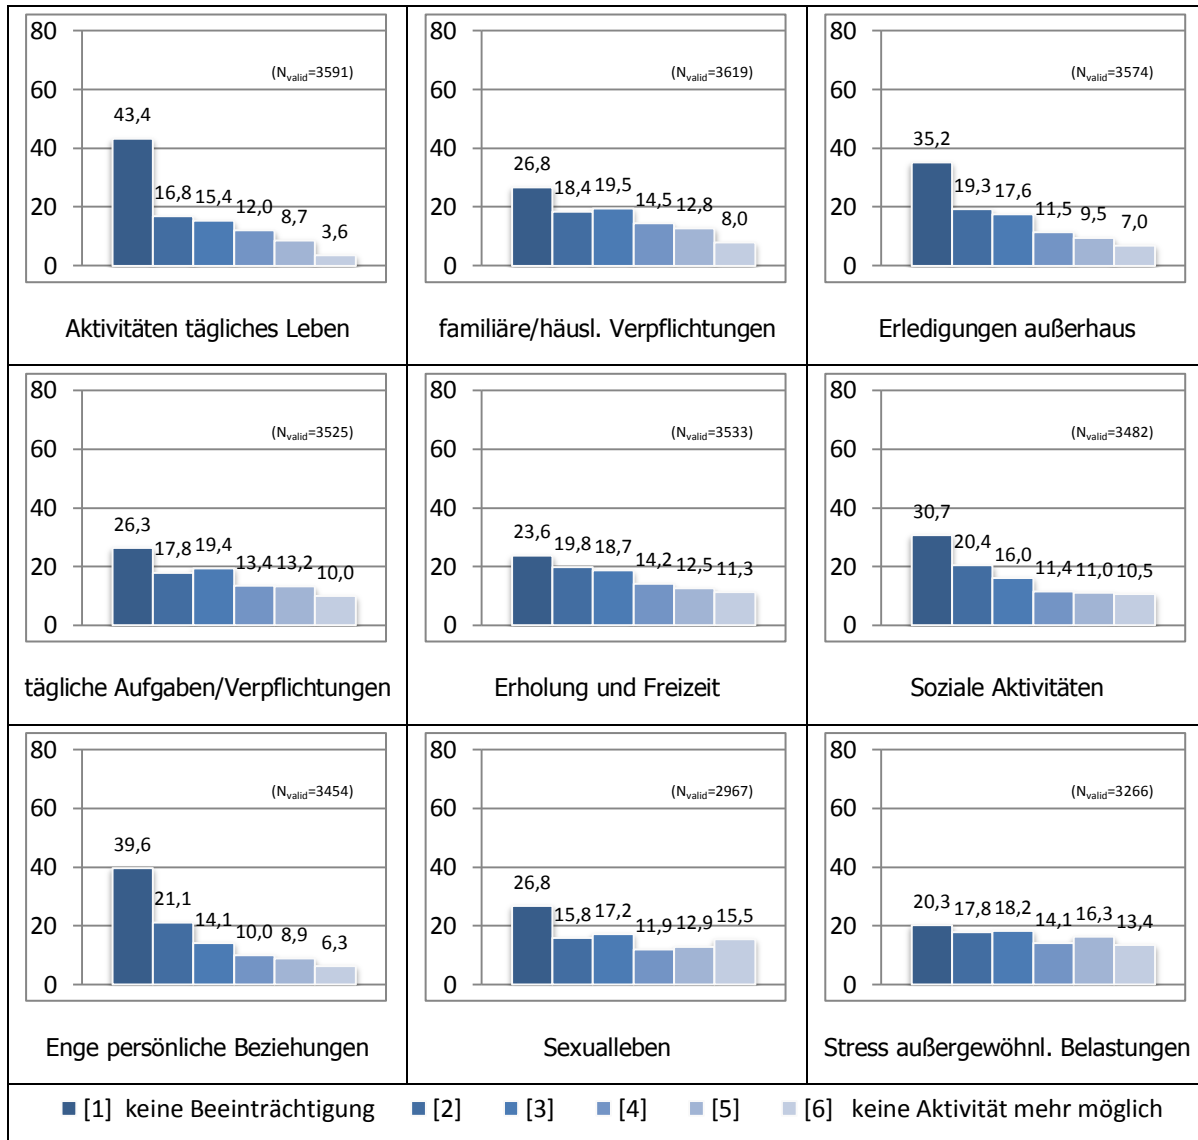 80
60
40
20
0
(Nvalid=3591)
43,4 16,8 15,4 12,0 8,7 3,6
Aktivitäten tägliches Leben
80
60
40
20
0
(Nvalid=3619)
26,8 18,4 19,5 14,5 12,8 8,0
familiäre/häusl. Verpflichtungen
80
60
40
20
0
(Nvalid=3574)
35,2 19,3 17,6 11,5 9,5 7,0
Erledigungen außerhaus
80
60
40
20
0
(Nvalid=3525)
26,3 17,8 19,4 13,4 13,2 10,0
tägliche Aufgaben/Verpflichtungen
80
60
40
20
0
(Nvalid=3533)
23,6 19,8 18,7 14,2 12,5 11,3
Erholung und Freizeit
80
60
40
20
0
(Nvalid=3482)
30,7 20,4 16,0 11,4 11,0 10,5
Soziale Aktivitäten
80
60
40
20
0
(Nvalid=3454)
39,6 21,1 14,1 10,0 8,9 6,3
Enge persönliche Beziehungen
80
60
40
20
0
(Nvalid=2967)
26,8 15,8 17,2 11,9 12,9 15,5
Sexualleben
80
60
40
20
0
(Nvalid=3266)
20,3 17,8 18,2 14,1 16,3 13,4
Stress außergewöhnl. Belastungen
[1] keine Beeinträchtigung [2] [3] [4] [5] [6] keine Aktivität mehr möglich